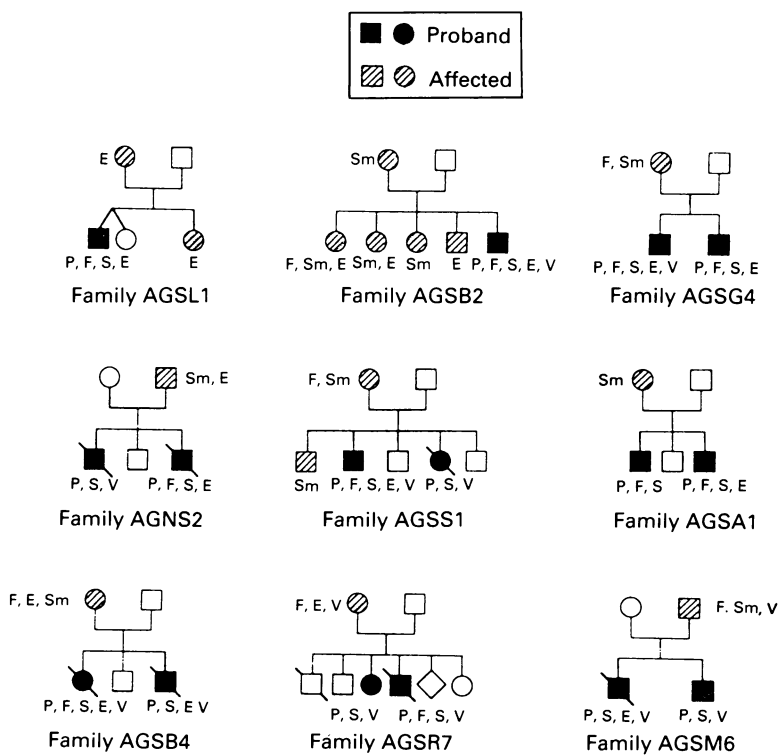 Proband
Affected
E
P, F, S, E
E
Family AGSL1
Sm
F, Sm, E
Sm, E
Sm
E
P, F, S, E, V
Family AGSB2
F, Sm
P, F, S, E, V
P, F, S, E
Family AGSG4
Sm, E
P, S, V
P, F, S, E
Family AGNS2
F, Sm
Sm
P, F, S, E, V
P, S, V
Family AGSS1
Sm
P, F, S
P, F, S, E
Family AGSA1
F, E, Sm
P, F, S, E, V
P, S, E V
Family AGSB4
F, E, V
P, S, V
P, F, S, V
Family AGSR7
F. Sm, V
P, S, E, V
P, S, V
Family AGSM6